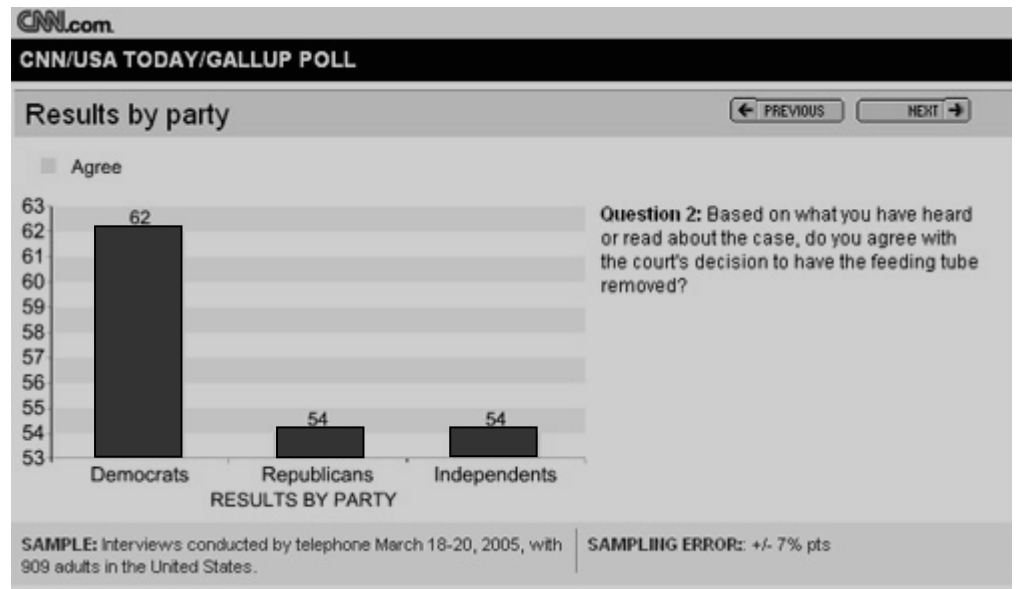 CNN.com
CNN/USA TODAY/GALLUP POLL
Results by party
PREVIOUS
NEXT
Agree
63
62
61
60
59
58
57
56
55
54
53
62
54
54
Democrats
Republicans
Independents
RESULTS BY PARTY
Question 2: Based on what you have heard
or read about the case, do you agree with
the court's decision to have the feeding tube
removed?
SAMPLE: Interviews conducted by telephone March 18-20, 2005, with
909 adults in the United States.
SAMPLING ERROR:: +/- 7% pts